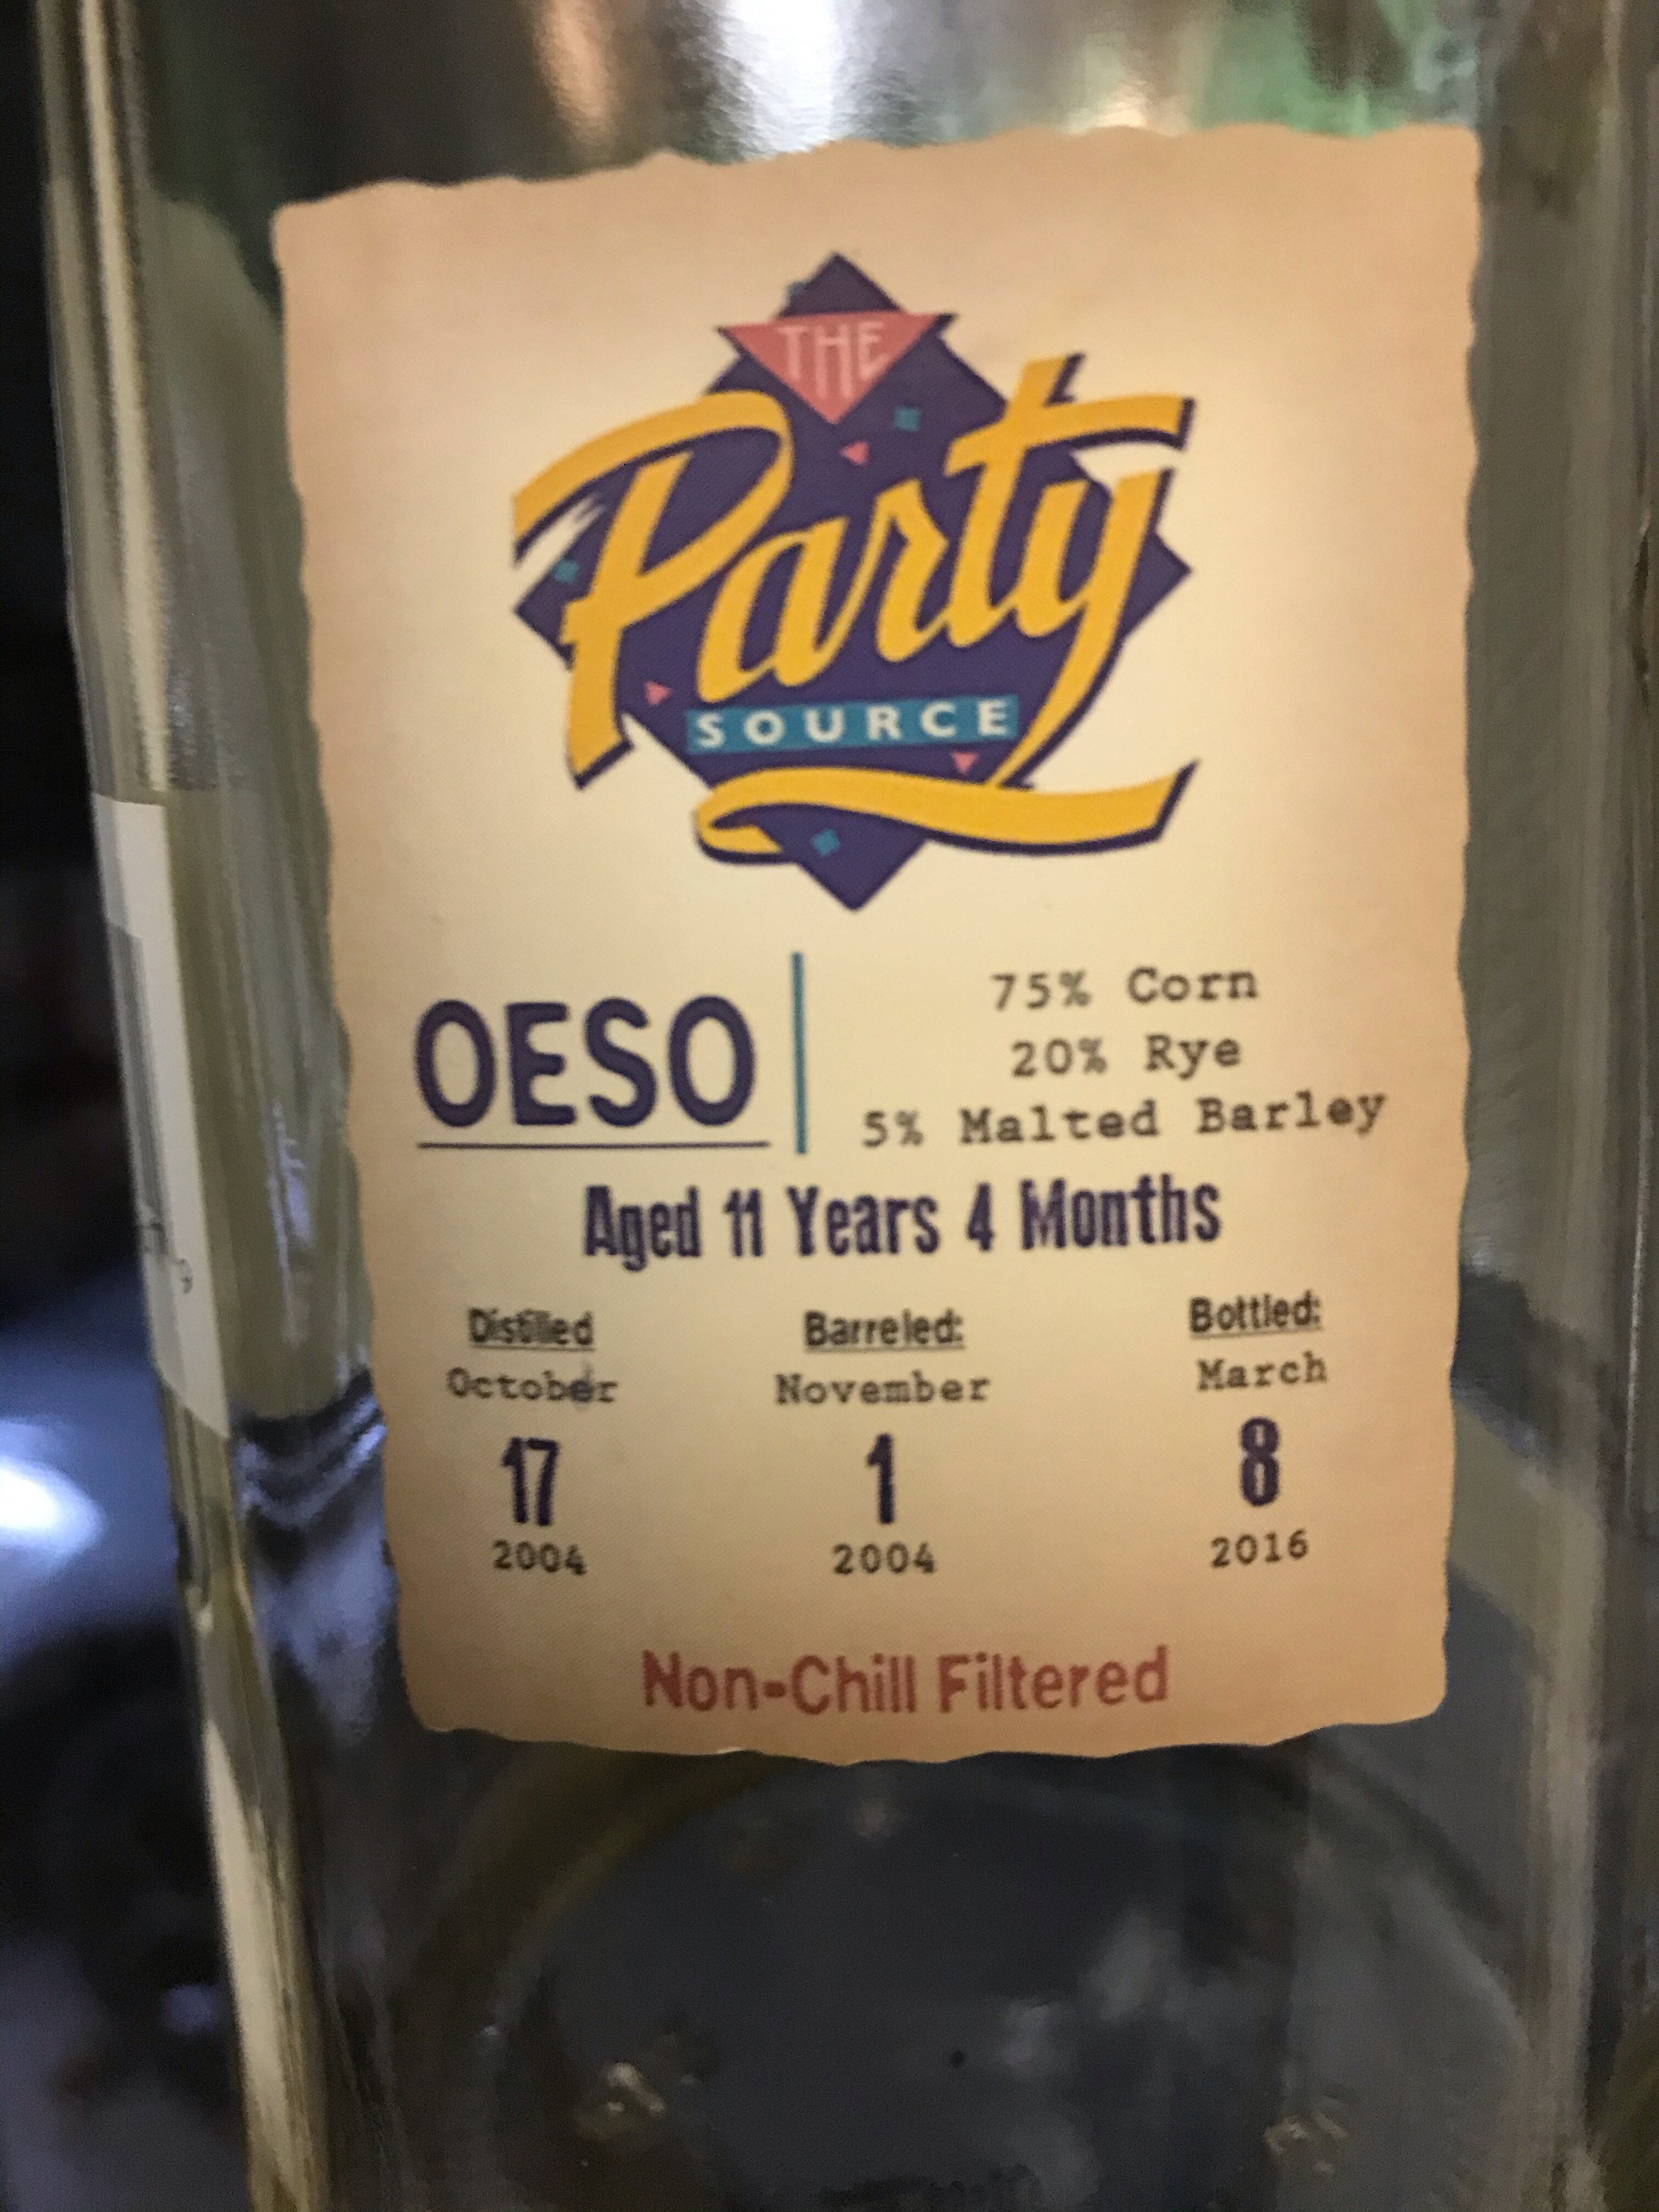 THE
Party
SOURCE
OESO
75% Corn
20% Rye
5% Malted Barley
Aged 11 Years 4 Months
Distilled
October
17
2004
Barreled:
November
1
2004
Bottled:
March
8
2016
Non-Chill Filtered